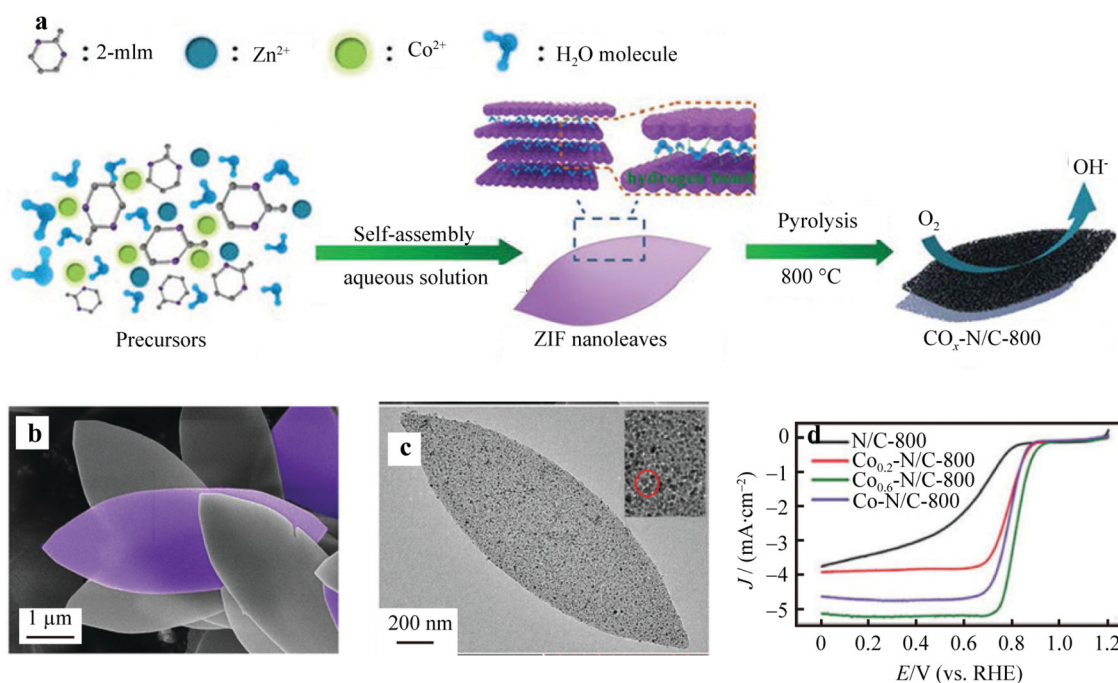 a
: 2-mlm
: Zn²⁺
: Co²⁺
: H₂O molecule
hydrogen bond
Self-assembly
aqueous solution
Pyrolysis
800 °C
O₂
OH⁻
Precursors
ZIF nanoleaves
COₓ-N/C-800
b
1 µm
c
200 nm
d
N/C-800
Co₀.₂-N/C-800
Co₀.₆-N/C-800
Co-N/C-800
0
−1
−2
−3
−4
−5
J / (mA·cm⁻²)
0 0.2 0.4 0.6 0.8 1.0 1.2
E/V (vs. RHE)